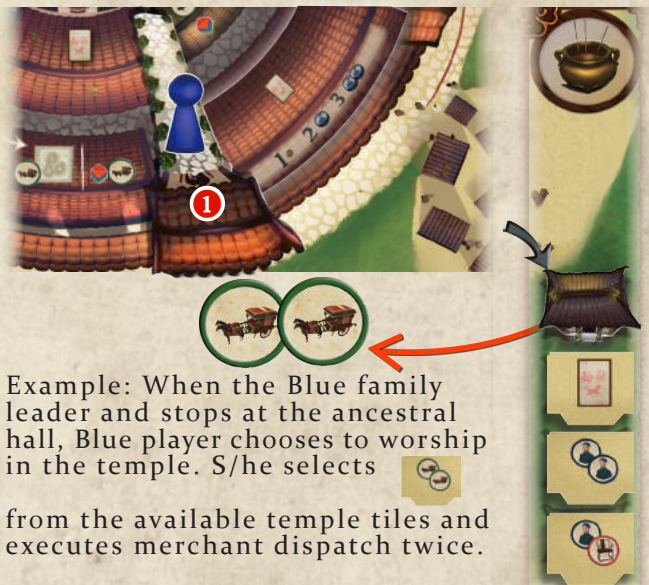 1 2 3
1
Example: When the Blue family
leader and stops at the ancestral
hall, Blue player chooses to worship
in the temple. S/he selects
from the available temple tiles and
executes merchant dispatch twice.